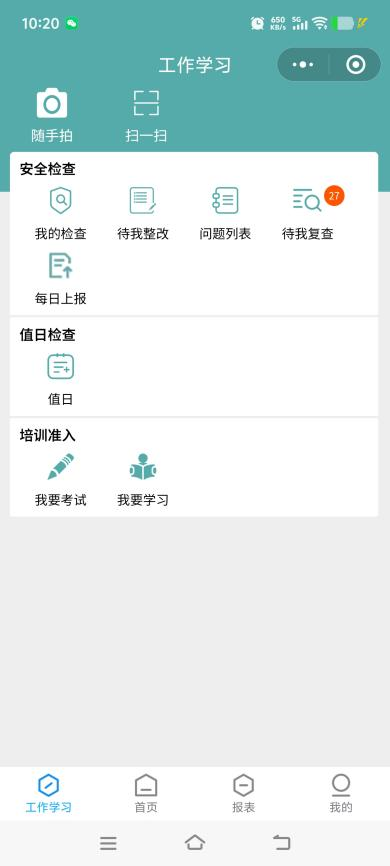 10:20
650
KB/s
5G
工作学习
随手拍 扫一扫
安全检查
27
我的检查 待我整改 问题列表 待我复查
每日上报
值日检查
值日
培训准入
我要考试 我要学习
工作学习 首页 报表 我的